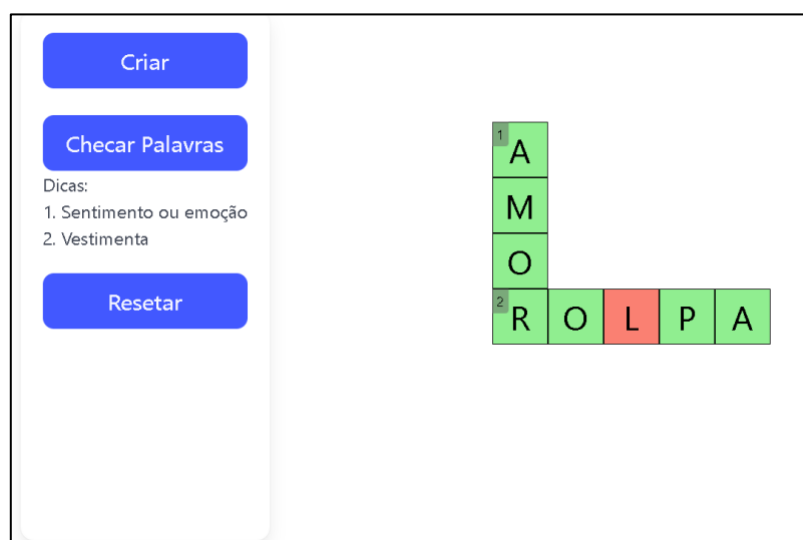 Criar
Checar Palavras
Dicas:
1. Sentimento ou emoção
2. Vestimenta
Resetar
1 A
M
O
2 R O L P A